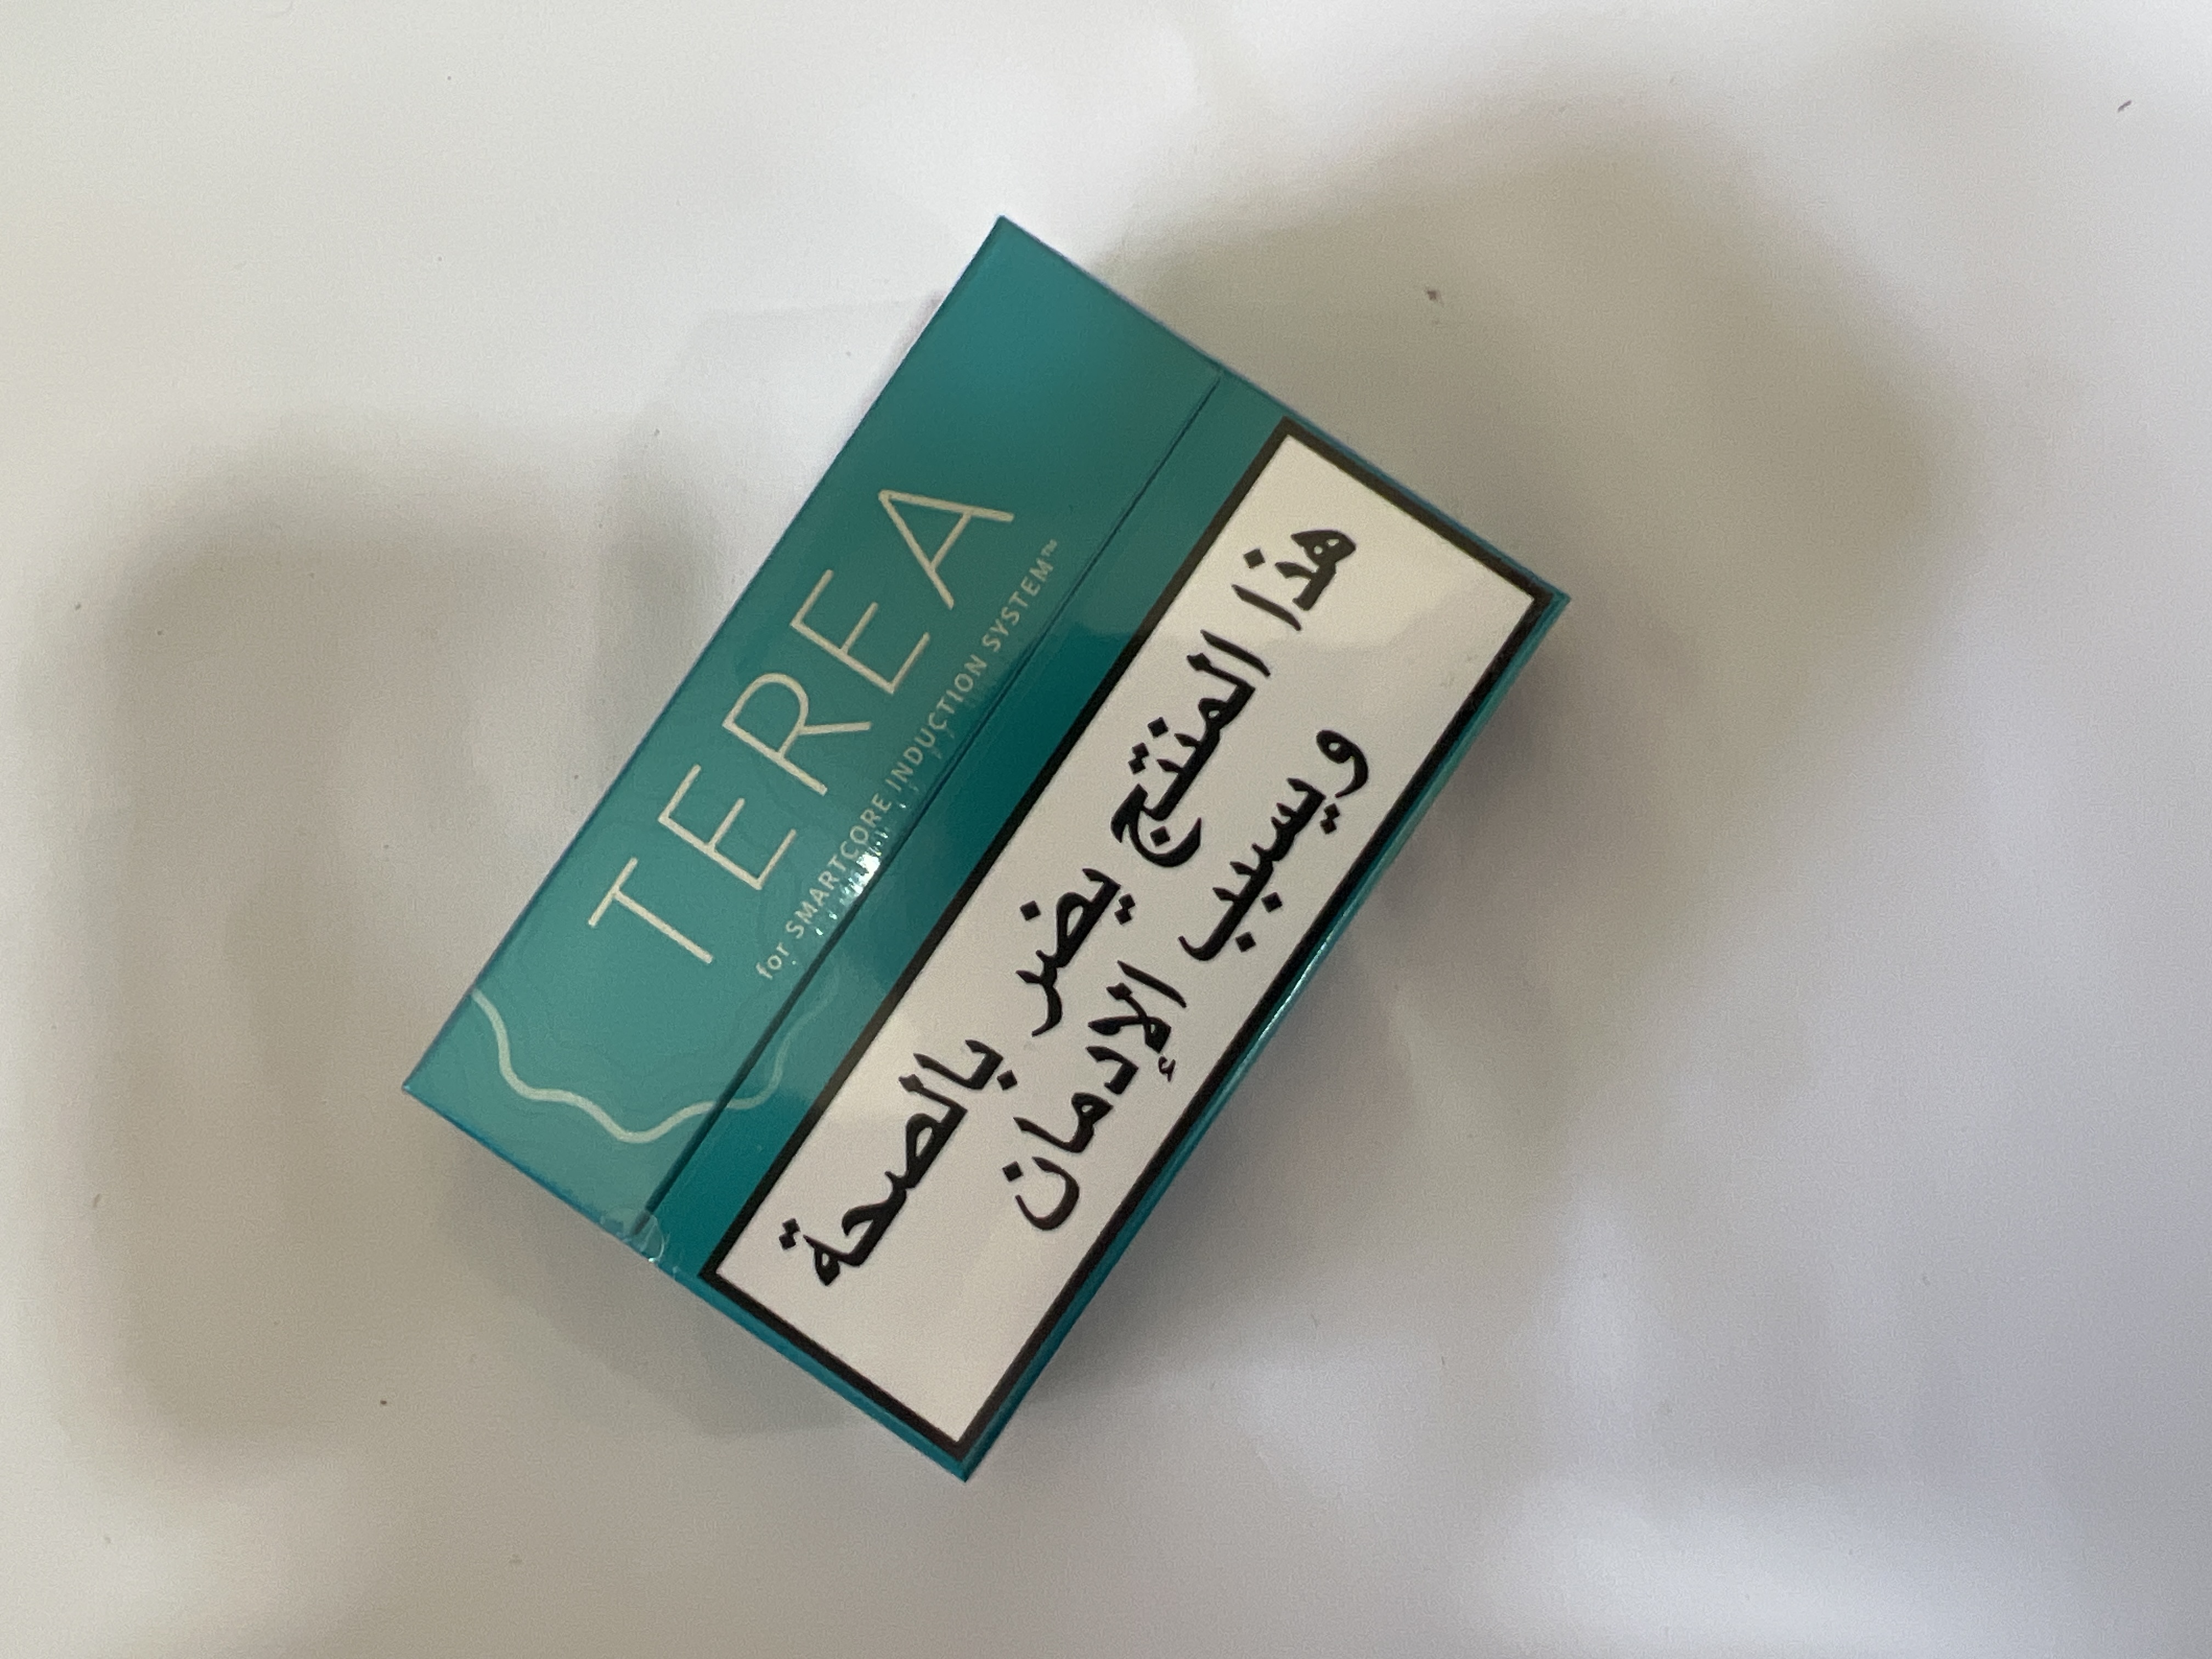 TEREA
for SMARTCORE INDUCTION SYSTEM™
هذا المنتج يضر بالصحة
ويسبب الإدمان